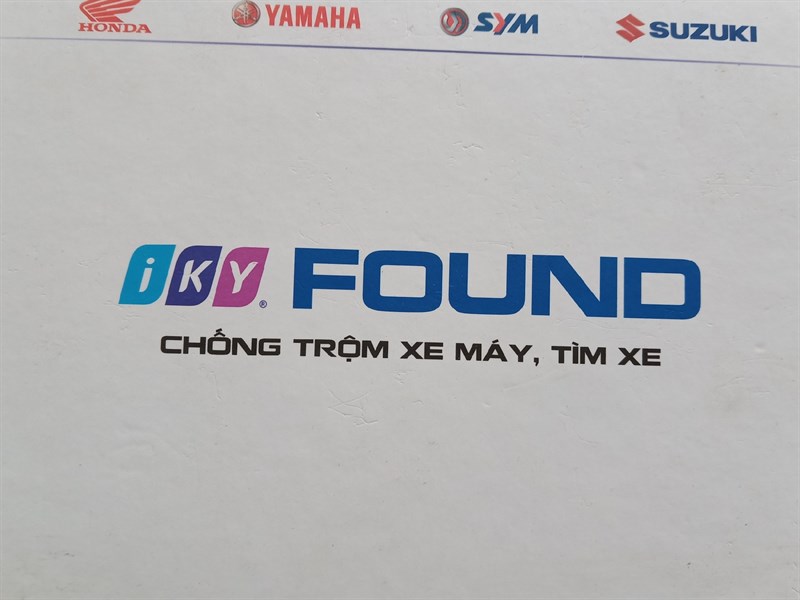 HONDA YAMAHA SYM SUZUKI
iKY® FOUND
CHỐNG TRỘM XE MÁY, TÌM XE